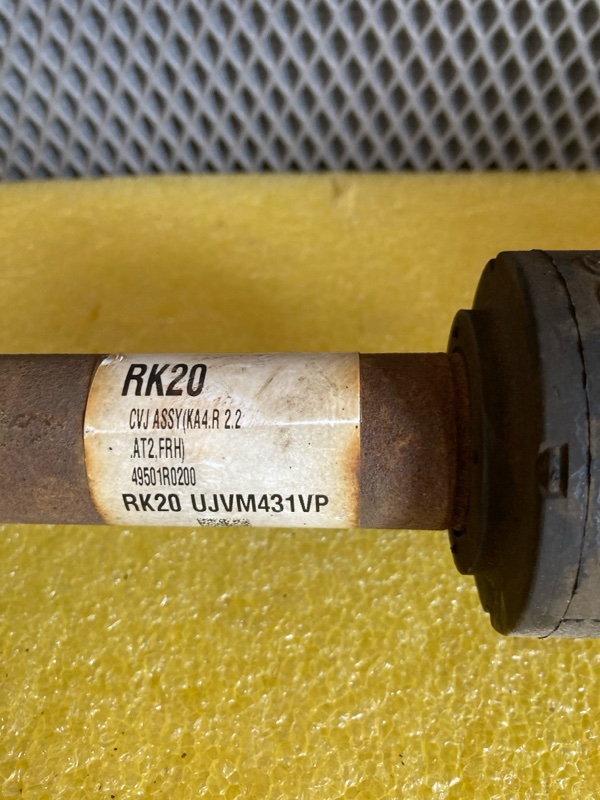 RK20
CVJ ASSY(KA4.R 2.2
.AT2.FRH)
49501R0200
RK20 UJVM431VP